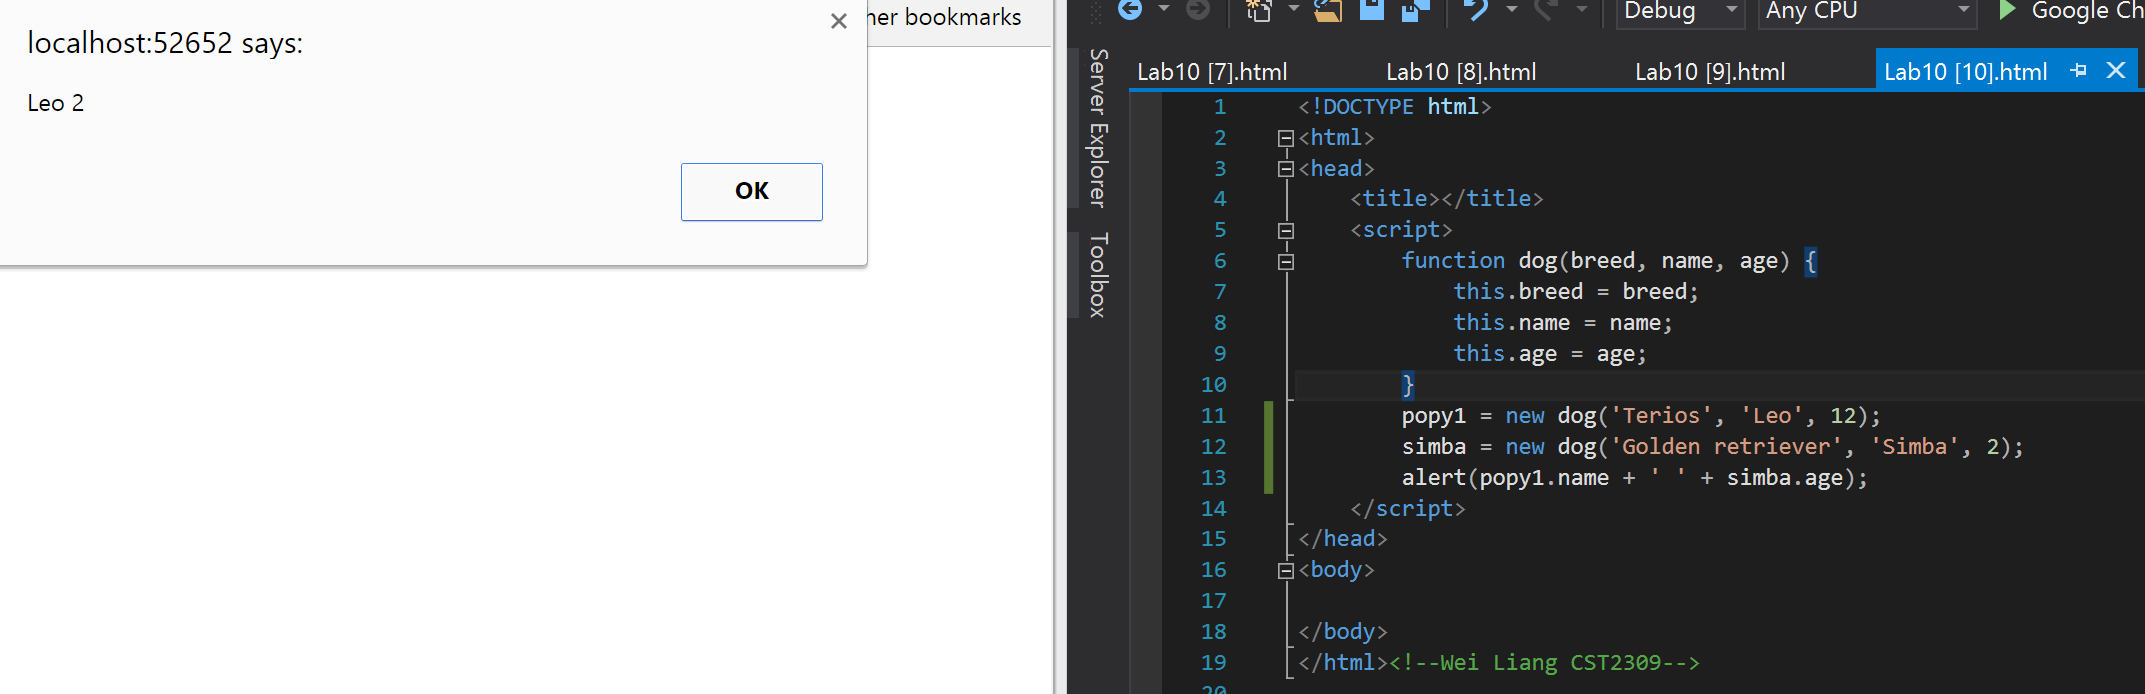 her bookmarks
localhost:52652 says:
Leo 2
OK
Debug
Any CPU
Google Ch
Server Explorer
Toolbox
Lab10 [7].html
Lab10 [8].html
Lab10 [9].html
Lab10 [10].html
1 <!DOCTYPE html>
2 <html>
3 <head>
4 <title></title>
5 <script>
6 function dog(breed, name, age) {
7 this.breed = breed;
8 this.name = name;
9 this.age = age;
10 }
11 popy1 = new dog('Terios', 'Leo', 12);
12 simba = new dog('Golden retriever', 'Simba', 2);
13 alert(popy1.name + ' ' + simba.age);
14 </script>
15 </head>
16 <body>
17
18 </body>
19 </html><!--Wei Liang CST2309-->
20